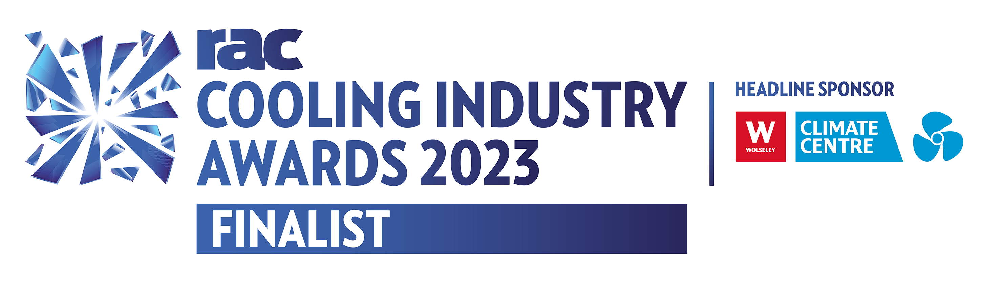 rac
COOLING INDUSTRY
AWARDS 2023
FINALIST
HEADLINE SPONSOR
W
WOLSELEY
CLIMATE
CENTRE